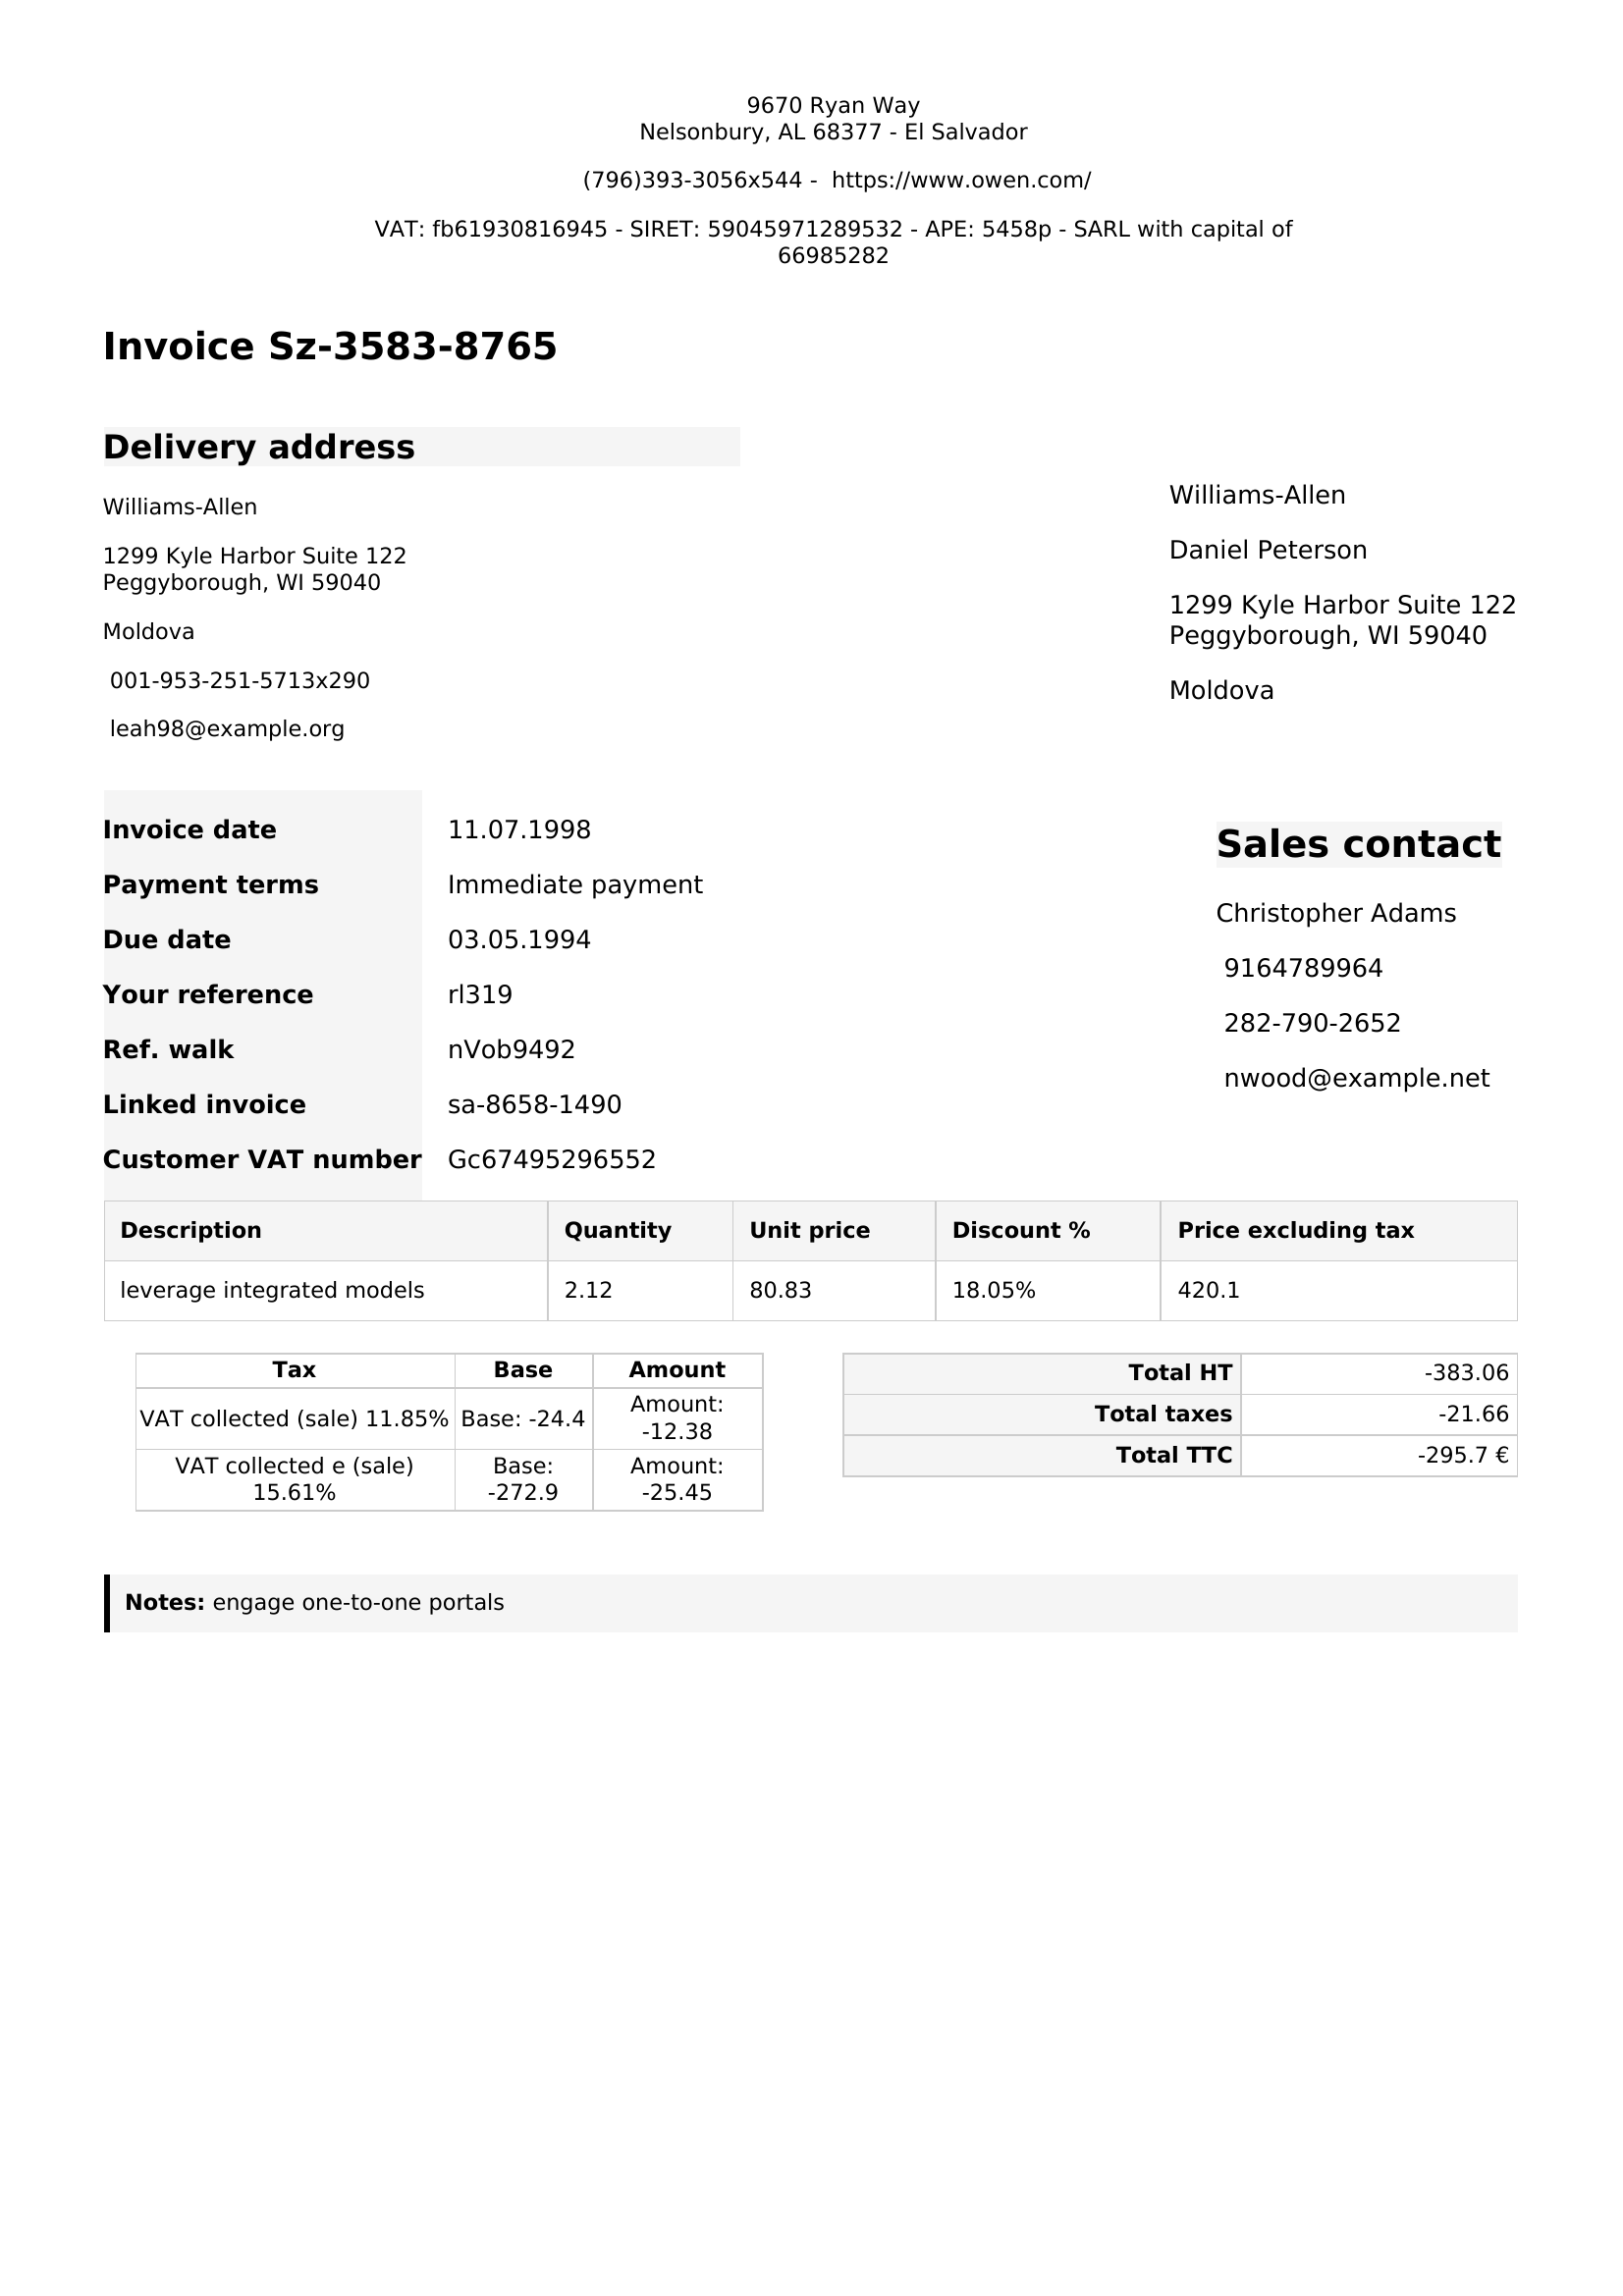 9670 Ryan Way
Nelsonbury, AL 68377 - El Salvador
(796)393-3056x544 - https://www.owen.com/
VAT: fb61930816945 - SIRET: 59045971289532 - APE: 5458p - SARL with capital of
66985282
Invoice Sz-3583-8765
Delivery address
Williams-Allen
1299 Kyle Harbor Suite 122
Peggyborough, WI 59040
Moldova
001-953-251-5713x290
leah98@example.org
Williams-Allen
Daniel Peterson
1299 Kyle Harbor Suite 122
Peggyborough, WI 59040
Moldova
Invoice date 11.07.1998
Payment terms Immediate payment
Due date 03.05.1994
Your reference rl319
Ref. walk nVob9492
Linked invoice sa-8658-1490
Customer VAT number Gc67495296552
Sales contact
Christopher Adams
9164789964
282-790-2652
nwood@example.net
Description Quantity Unit price Discount % Price excluding tax
leverage integrated models 2.12 80.83 18.05% 420.1
Tax Base Amount
VAT collected (sale) 11.85% Base: -24.4 Amount:
-12.38
VAT collected e (sale) Base: Amount:
15.61% -272.9 -25.45
Total HT -383.06
Total taxes -21.66
Total TTC -295.7 €
Notes: engage one-to-one portals